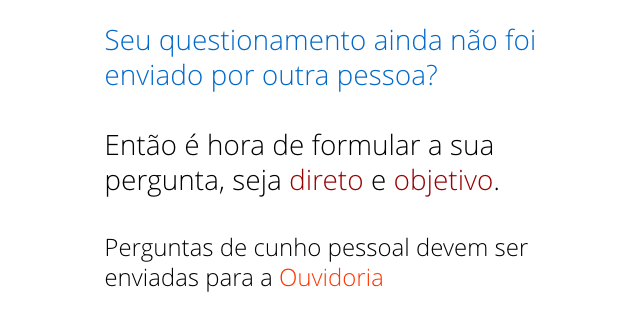 Seu questionamento ainda não foi
enviado por outra pessoa?
Então é hora de formular a sua
pergunta, seja direto e objetivo.
Perguntas de cunho pessoal devem ser
enviadas para a Ouvidoria